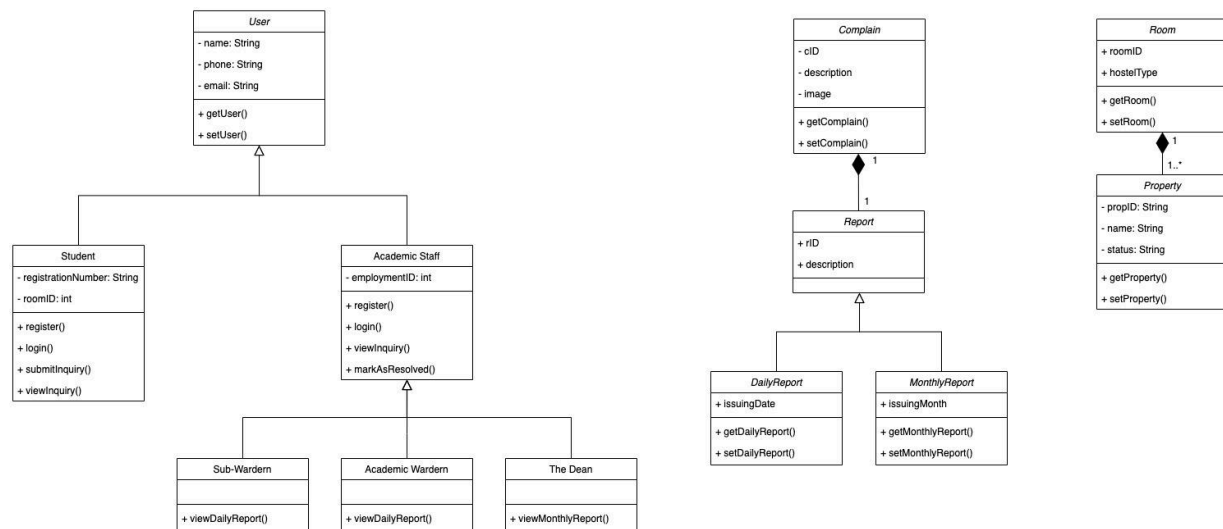 User
- name: String
- phone: String
- email: String
+ getUser()
+ setUser()
Student
- registrationNumber: String
- roomID: int
+ register()
+ login()
+ submitInquiry()
+ viewInquiry()
Academic Staff
- employmentID: int
+ register()
+ login()
+ viewInquiry()
+ markAsResolved()
Sub-Wardern
+ viewDailyReport()
Academic Wardern
+ viewDailyReport()
The Dean
+ viewMonthlyReport()
Complain
- cID
- description
- image
+ getComplain()
+ setComplain()
1
1
Report
+ rID
+ description
DailyReport
+ issuingDate
+ getDailyReport()
+ setDailyReport()
MonthlyReport
+ issuingMonth
+ getMonthlyReport()
+ setMonthlyReport()
Room
+ roomID
+ hostelType
+ getRoom()
+ setRoom()
1
1..*
Property
- propID: String
- name: String
- status: String
+ getProperty()
+ setProperty()